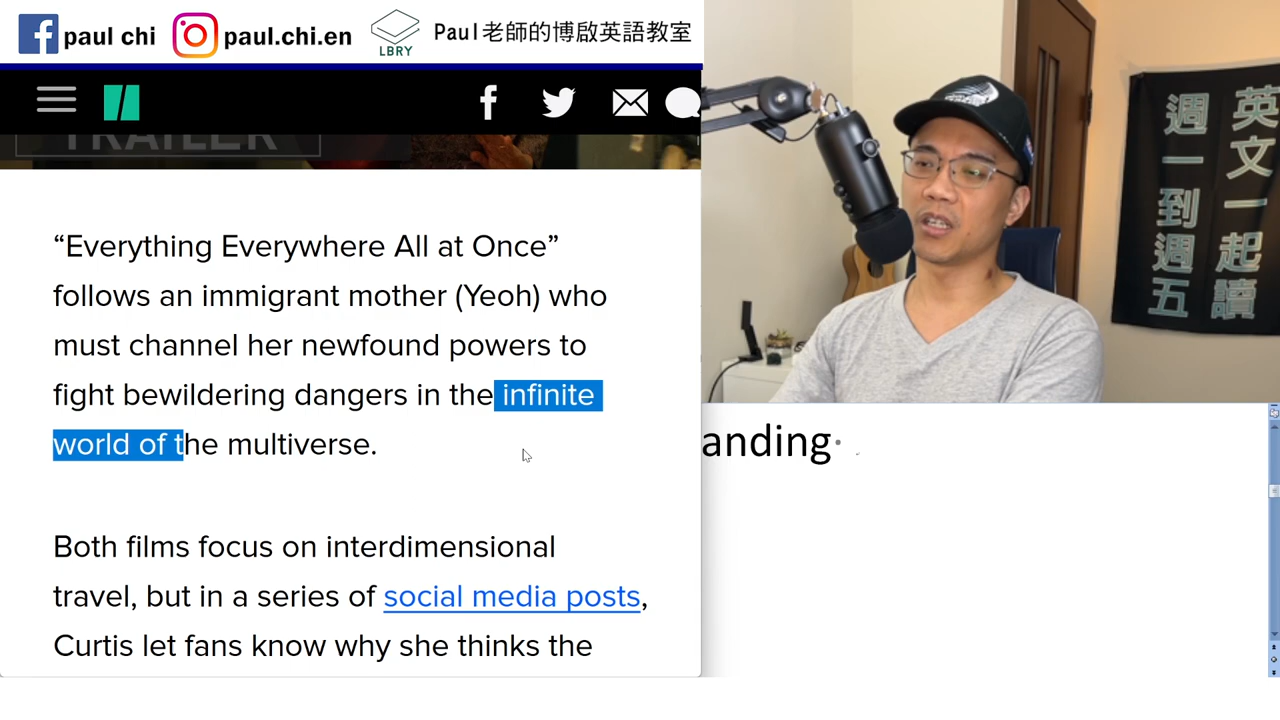 paul chi
paul.chi.en
LBRY
Paul老師的博啟英語教室
TRAILER
“Everything Everywhere All at Once”
follows an immigrant mother (Yeoh) who
must channel her newfound powers to
fight bewildering dangers in the infinite
world of the multiverse.
Both films focus on interdimensional
travel, but in a series of social media posts,
Curtis let fans know why she thinks the
anding
英文一起讀
週一到週五